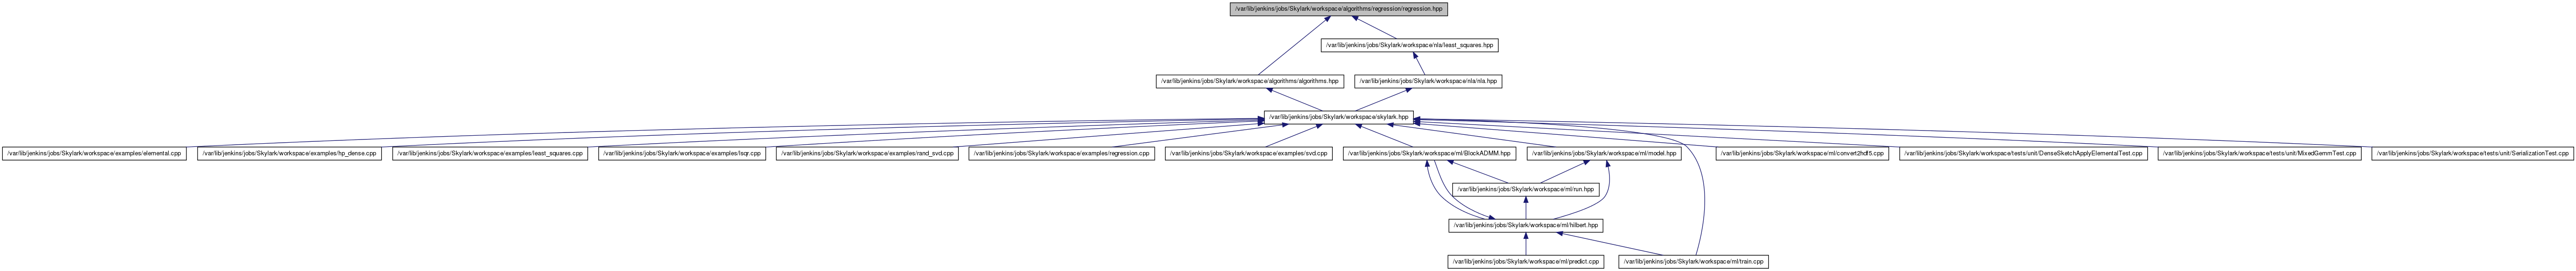 /var/lib/jenkins/jobs/Skylark/workspace/algorithms/regression/regression.hpp
/var/lib/jenkins/jobs/Skylark/workspace/nla/least_squares.hpp
/var/lib/jenkins/jobs/Skylark/workspace/algorithms/algorithms.hpp
/var/lib/jenkins/jobs/Skylark/workspace/nla/nla.hpp
/var/lib/jenkins/jobs/Skylark/workspace/skylark.hpp
/var/lib/jenkins/jobs/Skylark/workspace/examples/elemental.cpp
/var/lib/jenkins/jobs/Skylark/workspace/examples/hp_dense.cpp
/var/lib/jenkins/jobs/Skylark/workspace/examples/least_squares.cpp
/var/lib/jenkins/jobs/Skylark/workspace/examples/lsqr.cpp
/var/lib/jenkins/jobs/Skylark/workspace/examples/rand_svd.cpp
/var/lib/jenkins/jobs/Skylark/workspace/examples/regression.cpp
/var/lib/jenkins/jobs/Skylark/workspace/examples/svd.cpp
/var/lib/jenkins/jobs/Skylark/workspace/ml/BlockADMM.hpp
/var/lib/jenkins/jobs/Skylark/workspace/ml/model.hpp
/var/lib/jenkins/jobs/Skylark/workspace/ml/convert2hdf5.cpp
/var/lib/jenkins/jobs/Skylark/workspace/tests/unit/DenseSketchApplyElementalTest.cpp
/var/lib/jenkins/jobs/Skylark/workspace/tests/unit/MixedGemmTest.cpp
/var/lib/jenkins/jobs/Skylark/workspace/tests/unit/SerializationTest.cpp
/var/lib/jenkins/jobs/Skylark/workspace/ml/run.hpp
/var/lib/jenkins/jobs/Skylark/workspace/ml/hilbert.hpp
/var/lib/jenkins/jobs/Skylark/workspace/ml/predict.cpp
/var/lib/jenkins/jobs/Skylark/workspace/ml/train.cpp